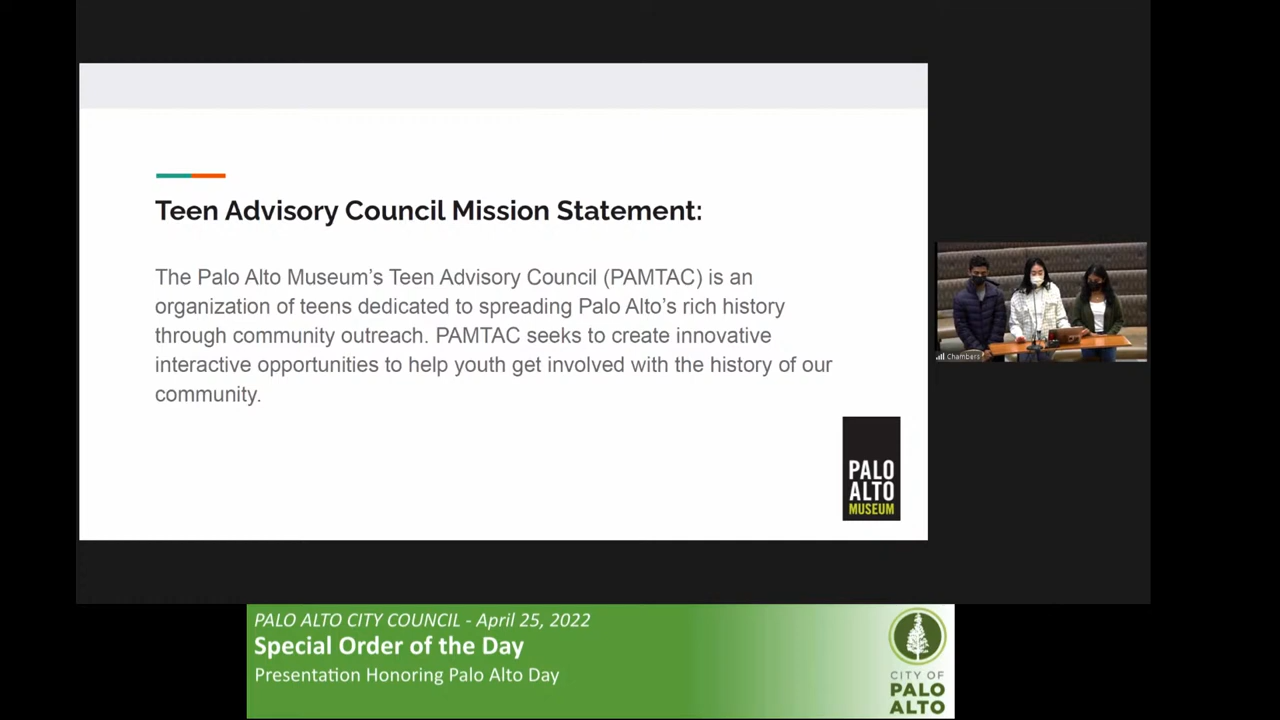 Teen Advisory Council Mission Statement:
The Palo Alto Museum's Teen Advisory Council (PAMTAC) is an
organization of teens dedicated to spreading Palo Alto's rich history
through community outreach. PAMTAC seeks to create innovative
interactive opportunities to help youth get involved with the history of our
community.
PALO
ALTO
MUSEUM
Chambers
PALO ALTO CITY COUNCIL - April 25, 2022
Special Order of the Day
Presentation Honoring Palo Alto Day
CITY OF
PALO
ALTO